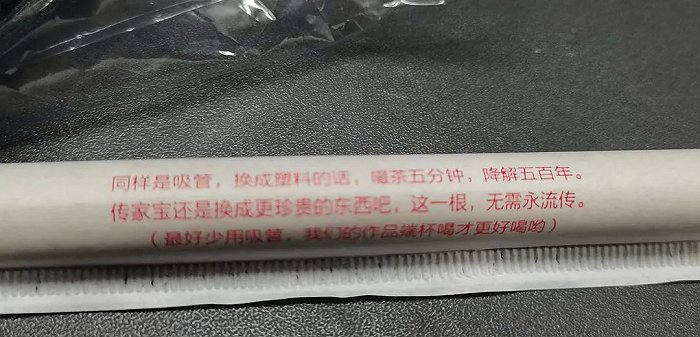 同样是吸管，换成塑料的话，喝茶五分钟，降解五百年。
传家宝还是换成更珍贵的东西吧，这一根，无需永流传。
（最好少用吸管，我们的作品端杯喝才更好喝哟）